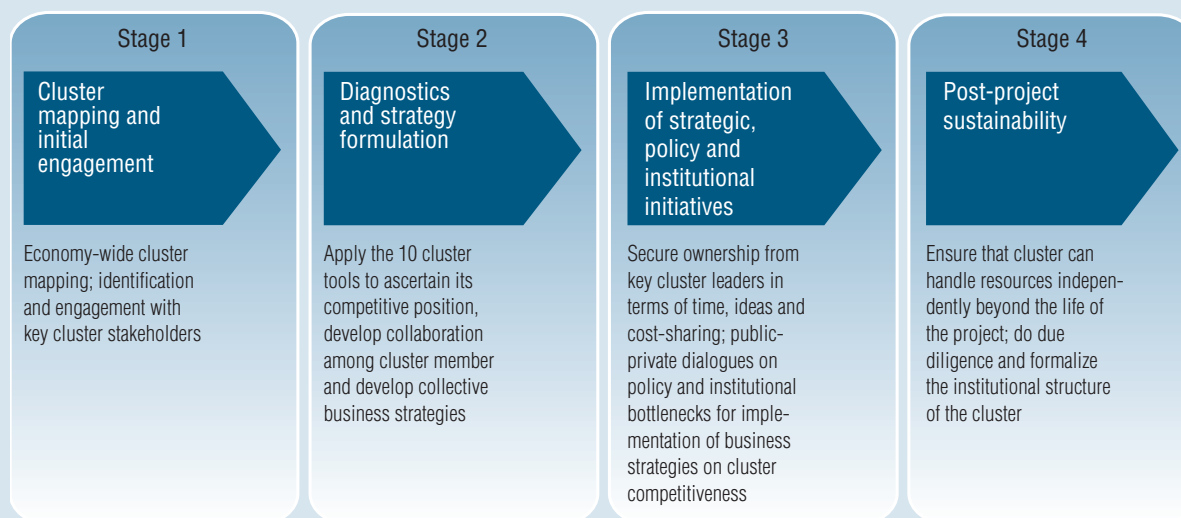 Stage 1
Cluster
mapping and
initial
engagement
Economy-wide cluster
mapping; identification
and engagement with
key cluster stakeholders
Stage 2
Diagnostics
and strategy
formulation
Apply the 10 cluster
tools to ascertain its
competitive position,
develop collaboration
among cluster member
and develop collective
business strategies
Stage 3
Implementation
of strategic,
policy and
institutional
initiatives
Secure ownership from
key cluster leaders in
terms of time, ideas and
cost-sharing; public-
private dialogues on
policy and institutional
bottlenecks for imple-
mentation of business
strategies on cluster
competitiveness
Stage 4
Post-project
sustainability
Ensure that cluster can
handle resources indepen-
dently beyond the life of
the project; do due
diligence and formalize
the institutional structure
of the cluster